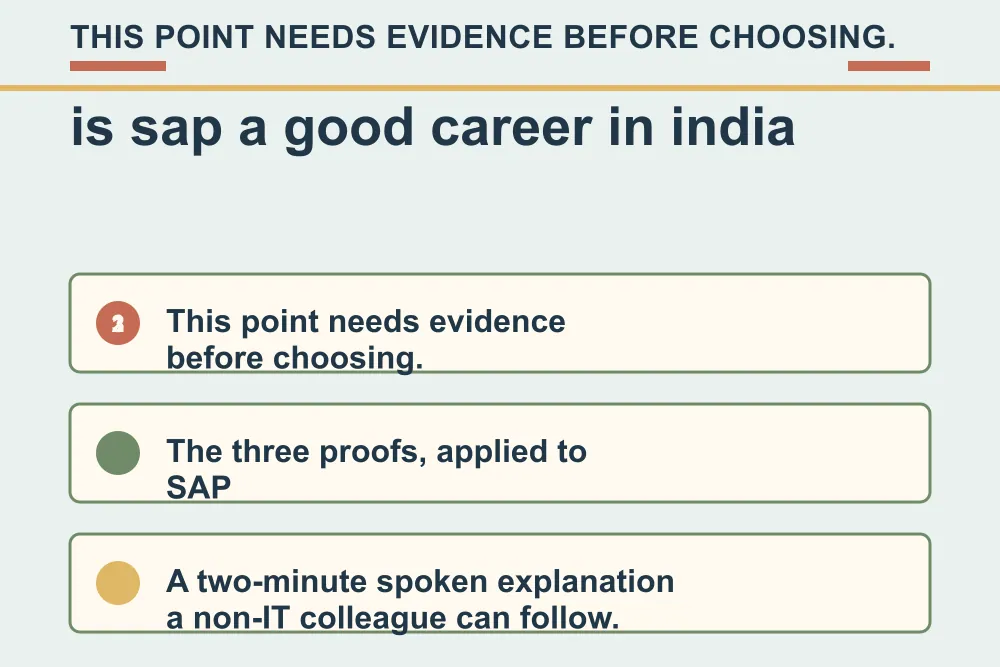 THIS POINT NEEDS EVIDENCE BEFORE CHOOSING.
is sap a good career in india
This point needs evidence
before choosing.
The three proofs, applied to
SAP
A two-minute spoken explanation
a non-IT colleague can follow.